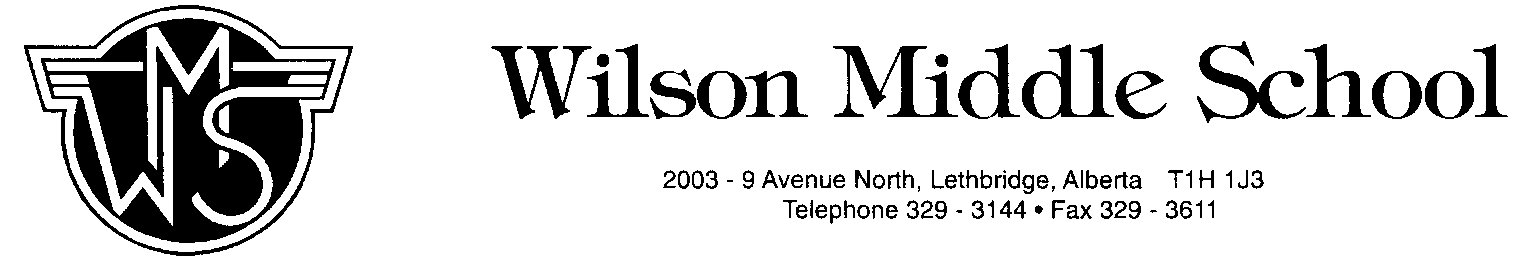 WMS
Wilson Middle School
2003 - 9 Avenue North, Lethbridge, Alberta T1H 1J3
Telephone 329 - 3144 • Fax 329 - 3611